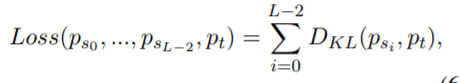 Loss(p_{s_0}, ..., p_{s_{L-2}}, p_t) = \sum_{i=0}^{L-2} D_{KL}(p_{s_i}, p_t),